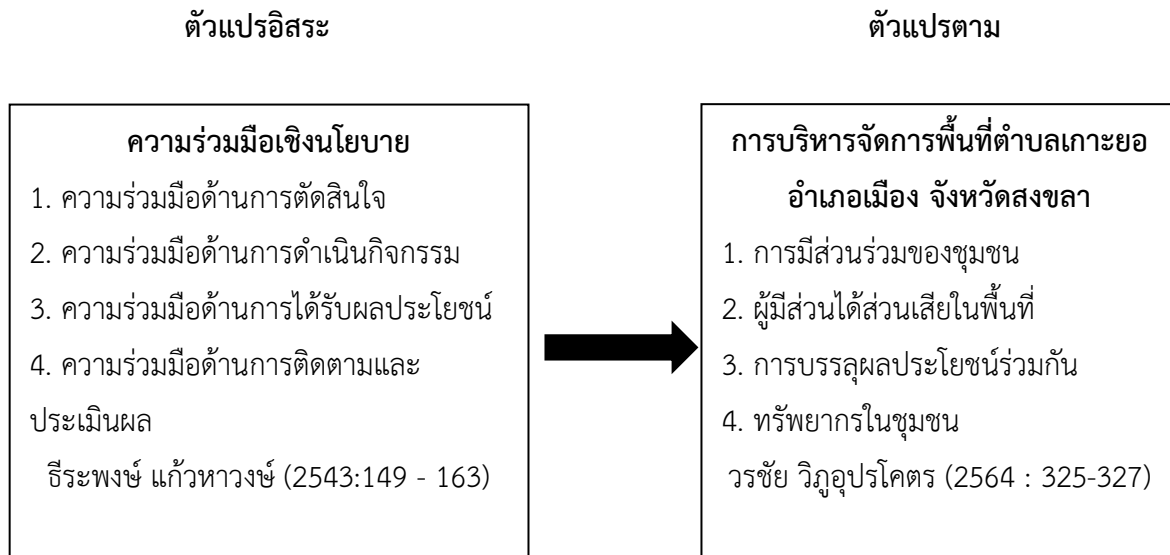 ตัวแปรอิสระ
ตัวแปรตาม
ความร่วมมือเชิงนโยบาย
1. ความร่วมมือด้านการตัดสินใจ
2. ความร่วมมือด้านการดำเนินกิจกรรม
3. ความร่วมมือด้านการได้รับผลประโยชน์
4. ความร่วมมือด้านการติดตามและ
ประเมินผล
ธีระพงษ์ แก้วหาวงษ์ (2543:149 - 163)
การบริหารจัดการพื้นที่ตำบลเกาะยอ
อำเภอเมือง จังหวัดสงขลา
1. การมีส่วนร่วมของชุมชน
2. ผู้มีส่วนได้ส่วนเสียในพื้นที่
3. การบรรลุผลประโยชน์ร่วมกัน
4. ทรัพยากรในชุมชน
วรชัย วิภูอุปรโคตร (2564 : 325-327)